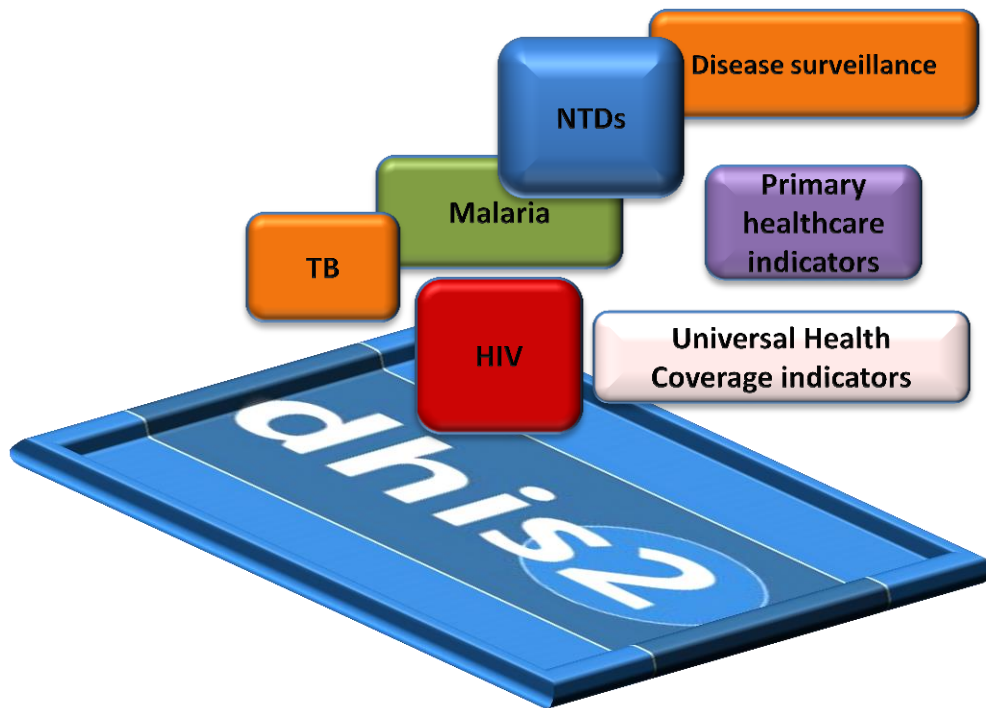 Disease surveillance
NTDs
Primary
healthcare
indicators
Malaria
TB
HIV
Universal Health
Coverage indicators
dhis2